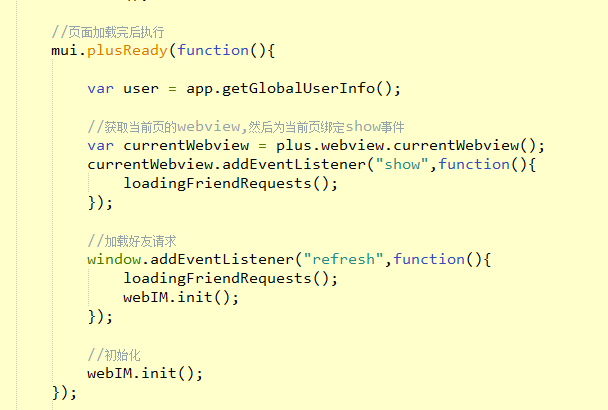 //页面加载完后执行
mui.plusReady(function(){
var user = app.getGlobalUserInfo();
//获取当前页的webview,然后为当前页绑定show事件
var currentWebview = plus.webview.currentWebview();
currentWebview.addEventListener("show",function(){
loadingFriendRequests();
});
//加载好友请求
window.addEventListener("refresh",function(){
loadingFriendRequests();
webIM.init();
});
//初始化
webIM.init();
});